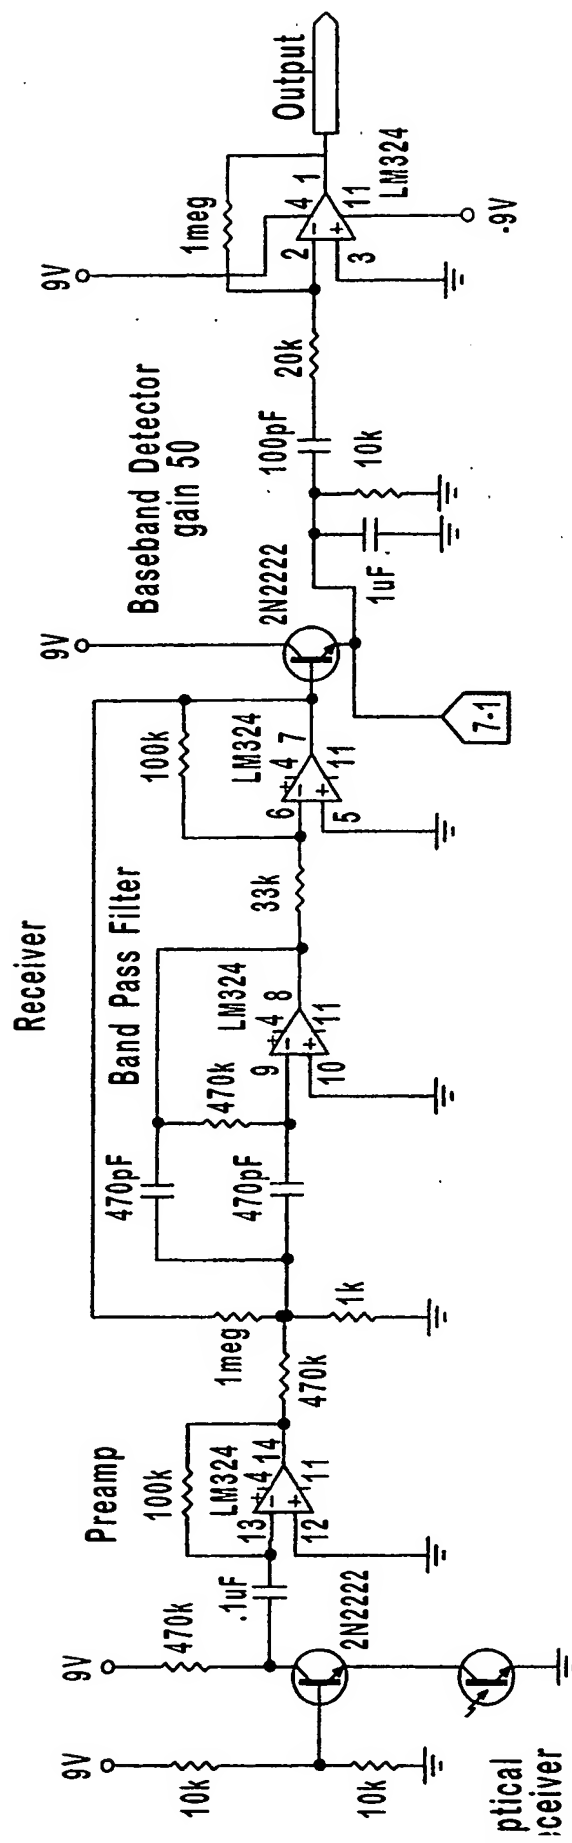 Receiver
Preamp
Band Pass Filter
Baseband Detector
gain 50
9V
10k
10k
9V
470k
2N2222
ptical
ceiver
.1uF
100k
LM324
13
12
+4
14
11
470k
1meg
1k
470pF
470pF
470k
LM324
9
10
+4
8
11
33k
100k
LM324
6
5
+4
7
11
9V
2N2222
7-1
1uF
10k
100pF
20k
9V
1meg
2
3
4
1
11
LM324
-9V
Output